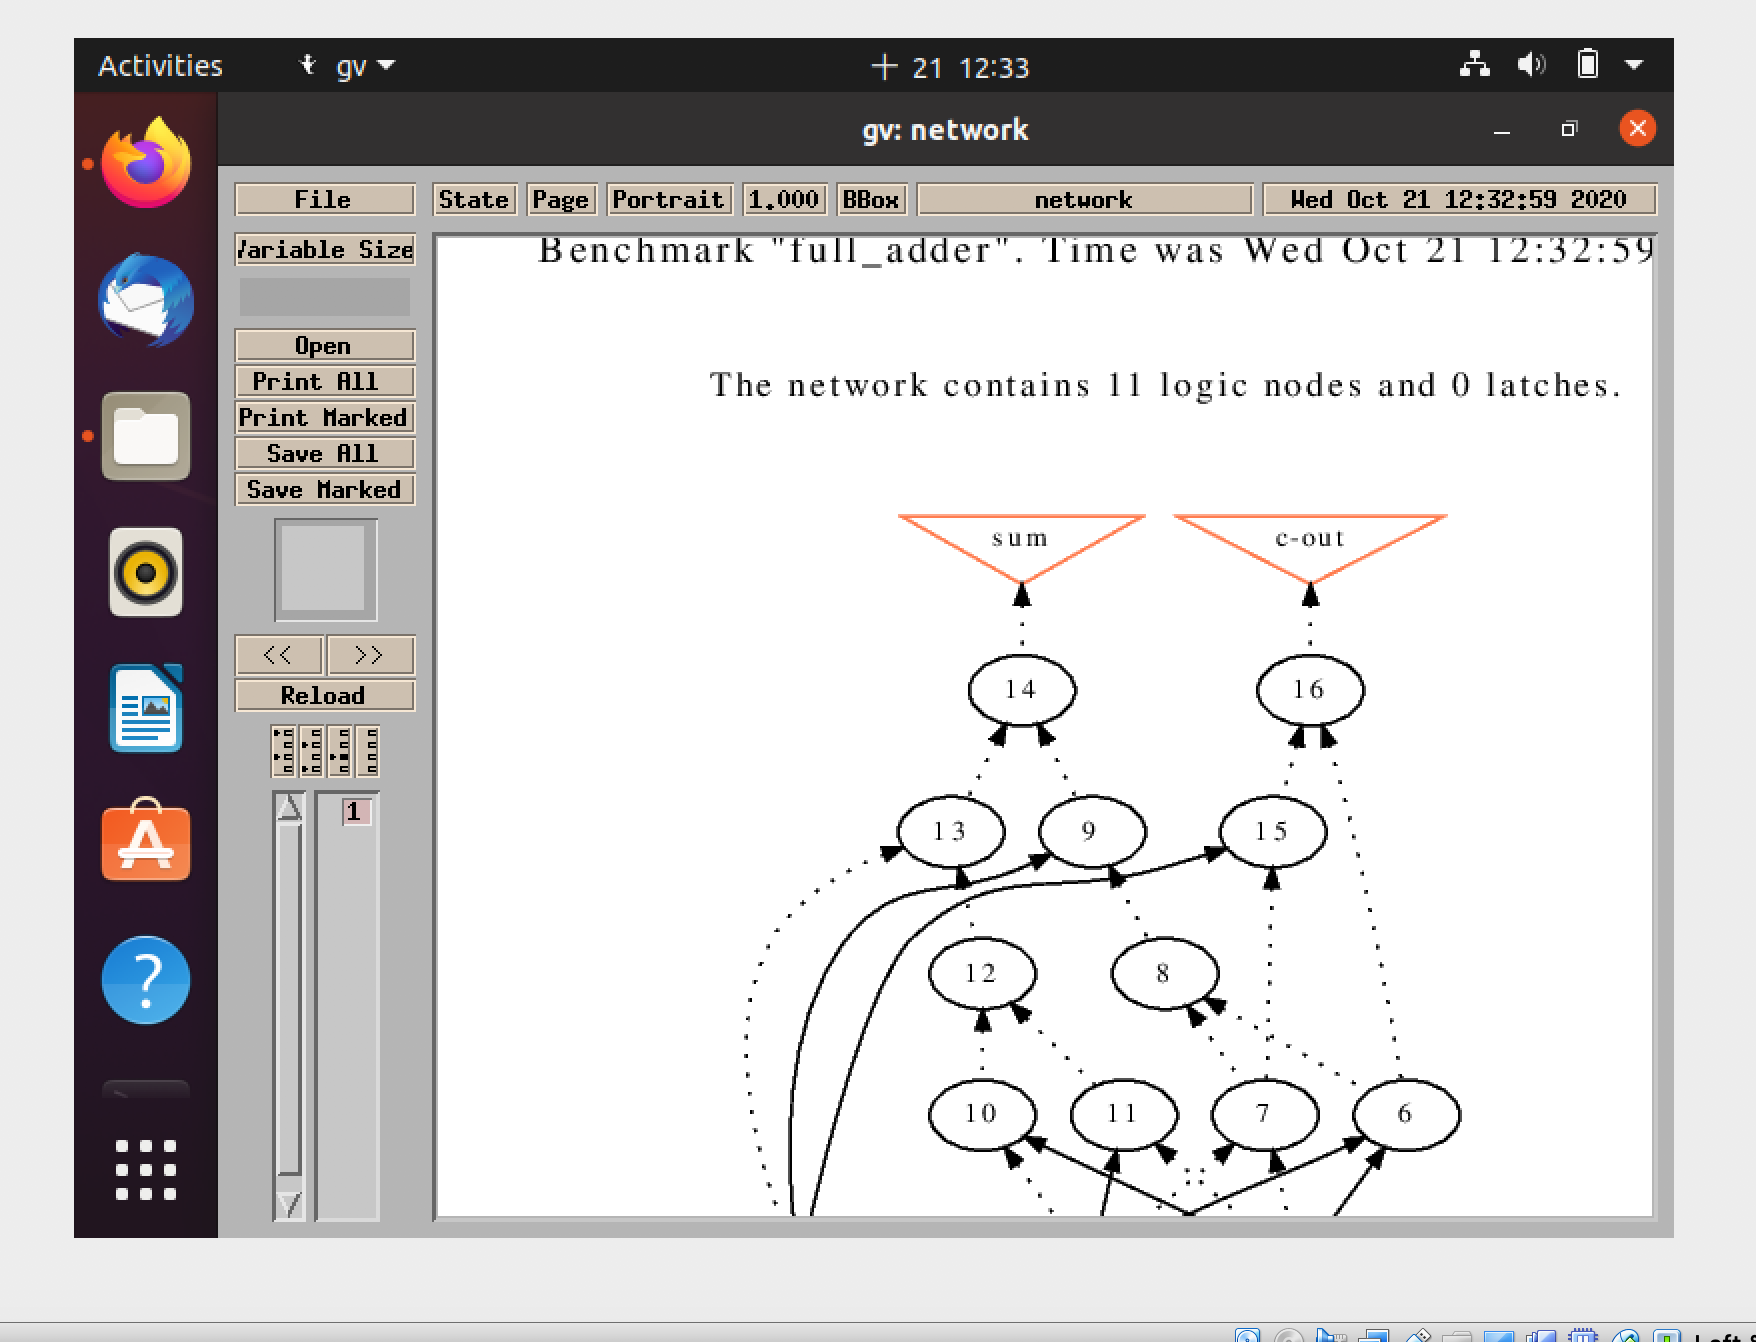 Activities gv 21 12:33
gv: network
File State Page Portrait 1.000 BBox network Wed Oct 21 12:32:59 2020
Variable Size
Open
Print All
Print Marked
Save All
Save Marked
<< >>
Reload
1
Benchmark "full_adder". Time was Wed Oct 21 12:32:59
The network contains 11 logic nodes and 0 latches.
sum c-out
14 16
13 9 15
12 8
10 11 7 6